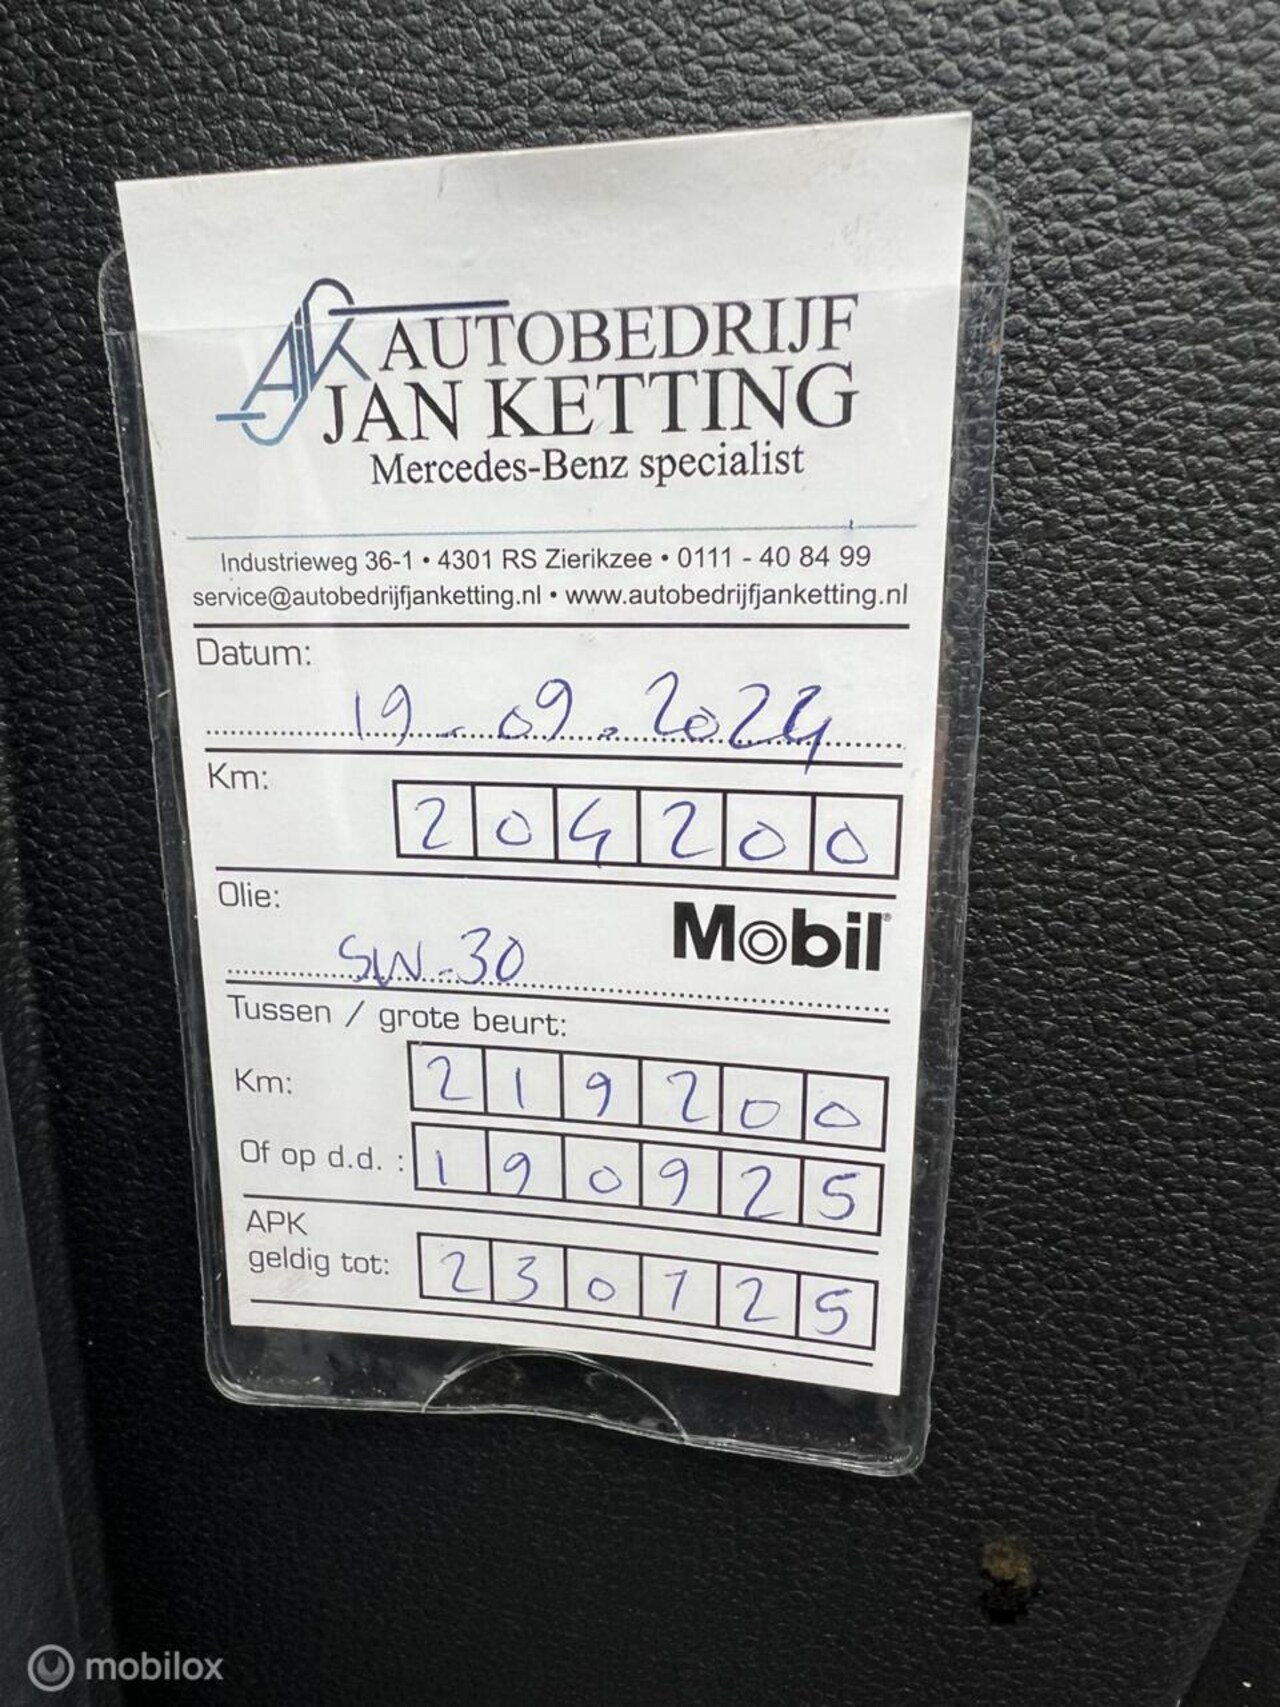 AJK AUTOBEDRIJF
JAN KETTING
Mercedes-Benz specialist
Industrieweg 36-1 • 4301 RS Zierikzee • 0111 - 40 84 99
service@autobedrijfjanketting.nl • www.autobedrijfjanketting.nl
Datum:
19-09-2024
Km:
204200
Olie:
Mobil
5W-30
Tussen / grote beurt:
Km: 219200
Of op d.d. : 190925
APK
geldig tot: 230725
mobilox